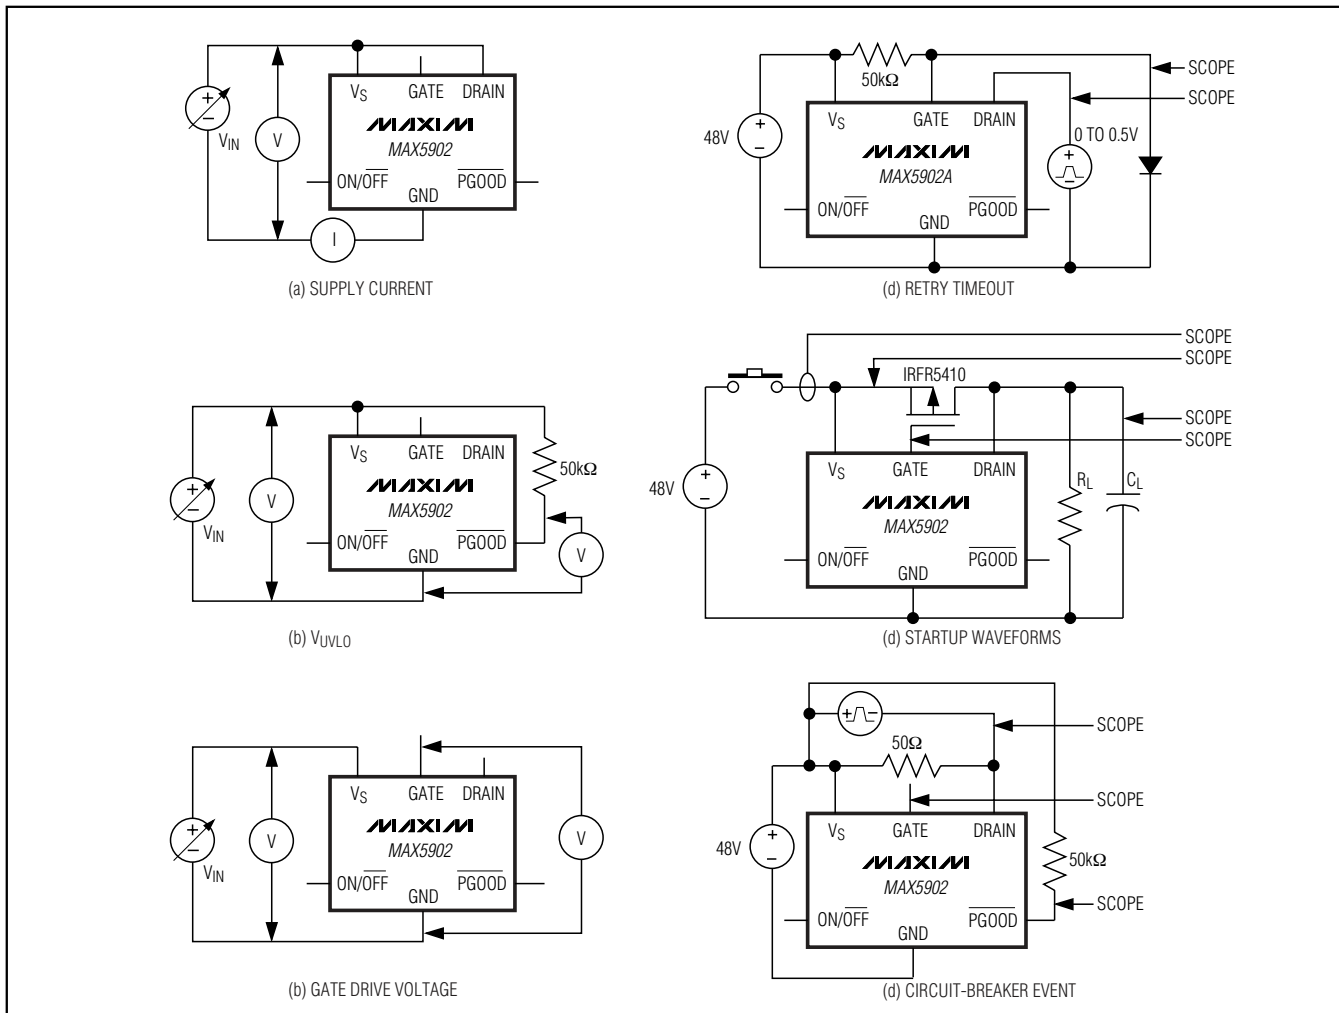 VS GATE DRAIN
MAXIM
MAX5902
ON/OFF PGOOD
GND
+
−
VIN
V
I
(a) SUPPLY CURRENT
VS GATE DRAIN
MAXIM
MAX5902
ON/OFF PGOOD
GND
+
−
VIN
V
50kΩ
V
(b) VUVLO
VS GATE DRAIN
MAXIM
MAX5902
ON/OFF PGOOD
GND
+
−
VIN
V
V
(b) GATE DRIVE VOLTAGE
50kΩ
SCOPE
SCOPE
VS GATE DRAIN
48V
+
−
MAXIM
MAX5902A
0 TO 0.5V
+
−
ON/OFF PGOOD
GND
(d) RETRY TIMEOUT
SCOPE
SCOPE
IRFR5410
SCOPE
SCOPE
VS GATE DRAIN
48V
+
−
MAXIM
MAX5902
RL CL
ON/OFF PGOOD
GND
(d) STARTUP WAVEFORMS
+ −
SCOPE
50Ω
SCOPE
VS GATE DRAIN
48V
+
−
MAXIM
MAX5902
50kΩ
SCOPE
ON/OFF PGOOD
GND
(d) CIRCUIT-BREAKER EVENT